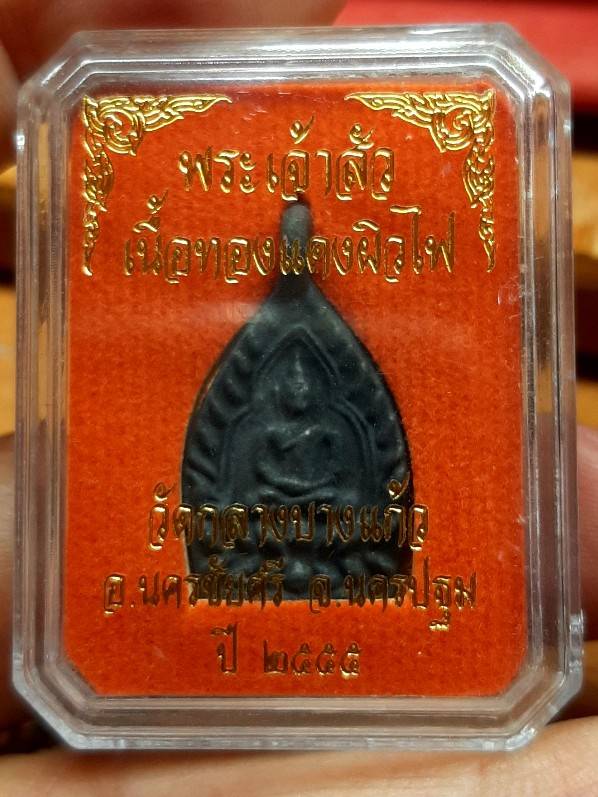 พระเจ้าสัว
เนื้อทองแดงผิวไฟ
วัดกลางบางแก้ว
อ.นครชัยศรี จ.นครปฐม
ปี ๒๕๕๕